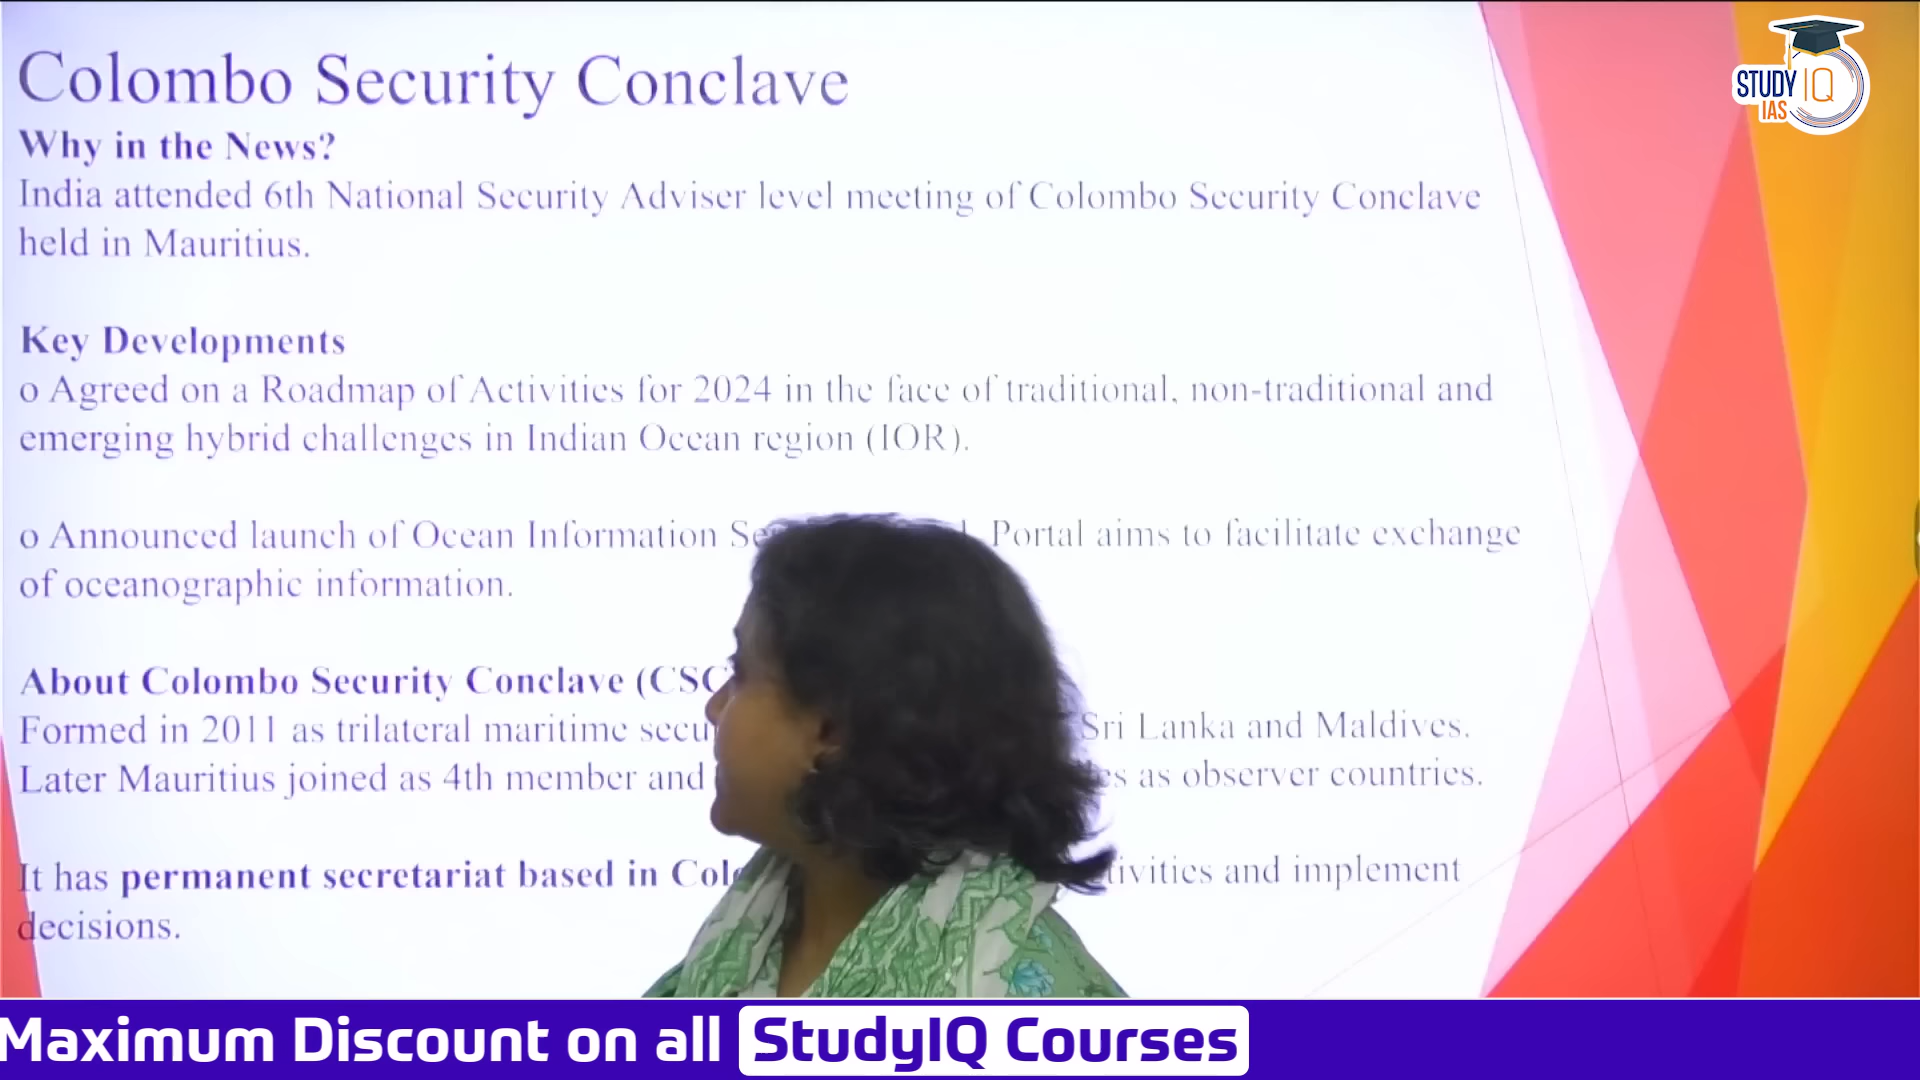 Colombo Security Conclave
STUDY IQ
IAS
Why in the News?
India attended 6th National Security Adviser level meeting of Colombo Security Conclave
held in Mauritius.
Key Developments
o Agreed on a Roadmap of Activities for 2024 in the face of traditional, non-traditional and
emerging hybrid challenges in Indian Ocean region (IOR).
o Announced launch of Ocean Information Portal aims to facilitate exchange
of oceanographic information.
About Colombo Security Conclave (CSC
Formed in 2011 as trilateral maritime Sri Lanka and Maldives.
Later Mauritius joined as 4th member and as observer countries.
It has permanent secretariat based in and implement
decisions.
Maximum Discount on all StudyIQ Courses